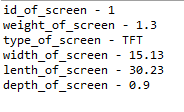 id_of_screen - 1
weight_of_screen - 1.3
type_of_screen - TFT
width_of_screen - 15.13
lenth_of_screen - 30.23
depth_of_screen - 0.9